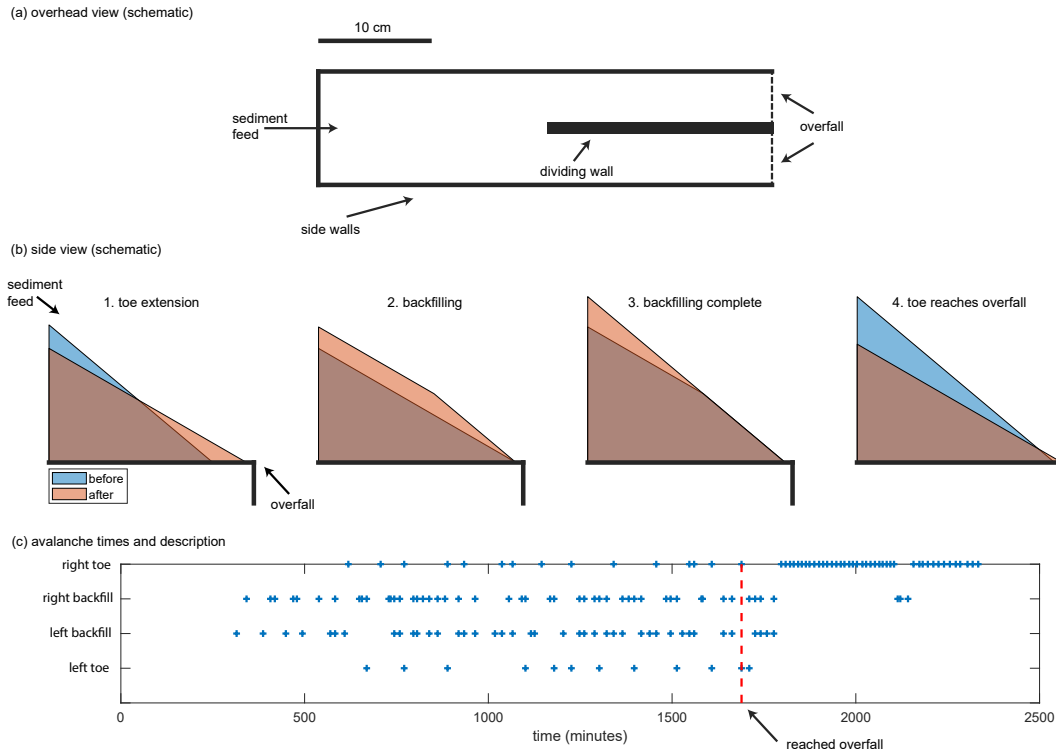 (a) overhead view (schematic)
10 cm
sediment
feed
overfall
dividing wall
side walls
(b) side view (schematic)
sediment
feed
1. toe extension
2. backfilling
3. backfilling complete
4. toe reaches overfall
before
after
overfall
(c) avalanche times and description
right toe
right backfill
left backfill
left toe
0
500
1000
1500
2000
2500
time (minutes)
reached overfall